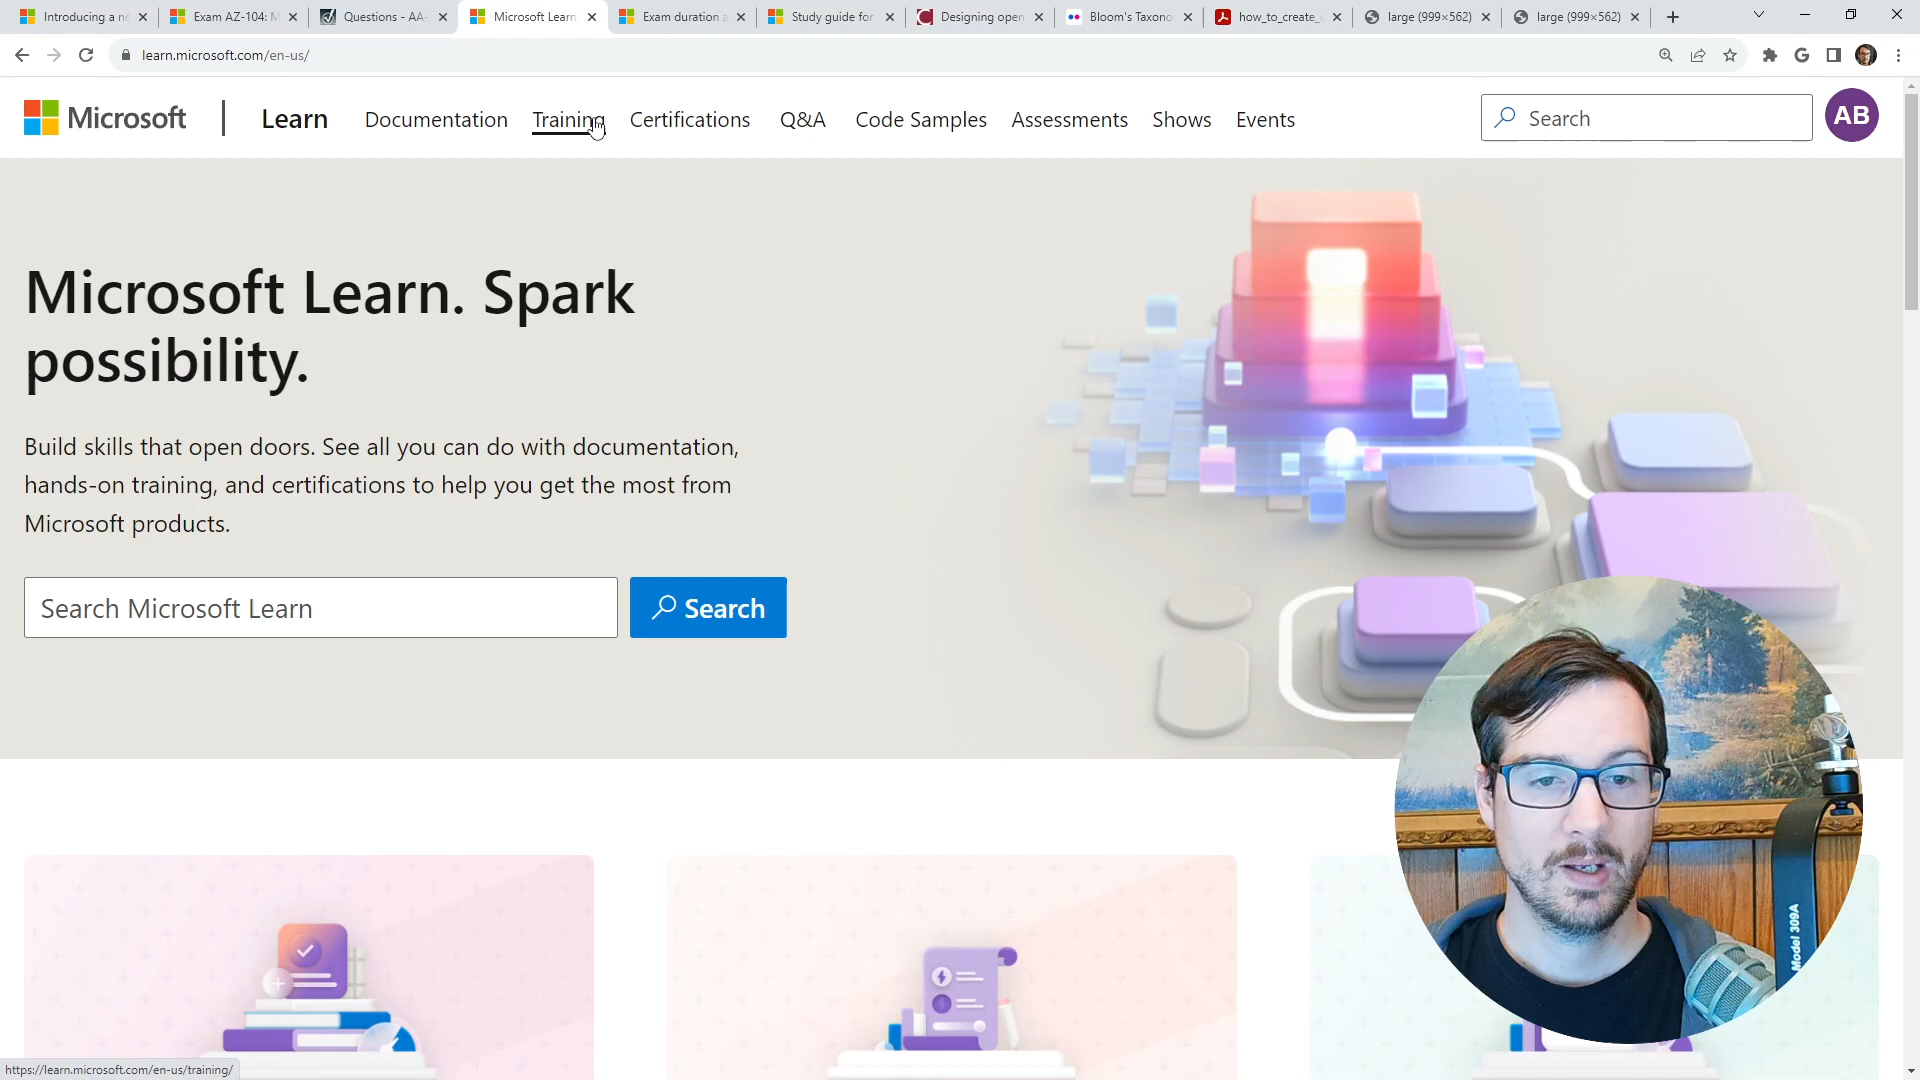 Introducing a ne
Exam AZ-104: M
Questions - AA-
Microsoft Learn
Exam duration a
Study guide for
Designing open
Bloom's Taxono
how_to_create_
large (999×562)
large (999×562)
learn.microsoft.com/en-us/
Microsoft
Learn
Documentation
Training
Certifications
Q&A
Code Samples
Assessments
Shows
Events
Search
AB
Microsoft Learn. Spark
possibility.
Build skills that open doors. See all you can do with documentation,
hands-on training, and certifications to help you get the most from
Microsoft products.
Search Microsoft Learn
Search
Model 309A
https://learn.microsoft.com/en-us/training/